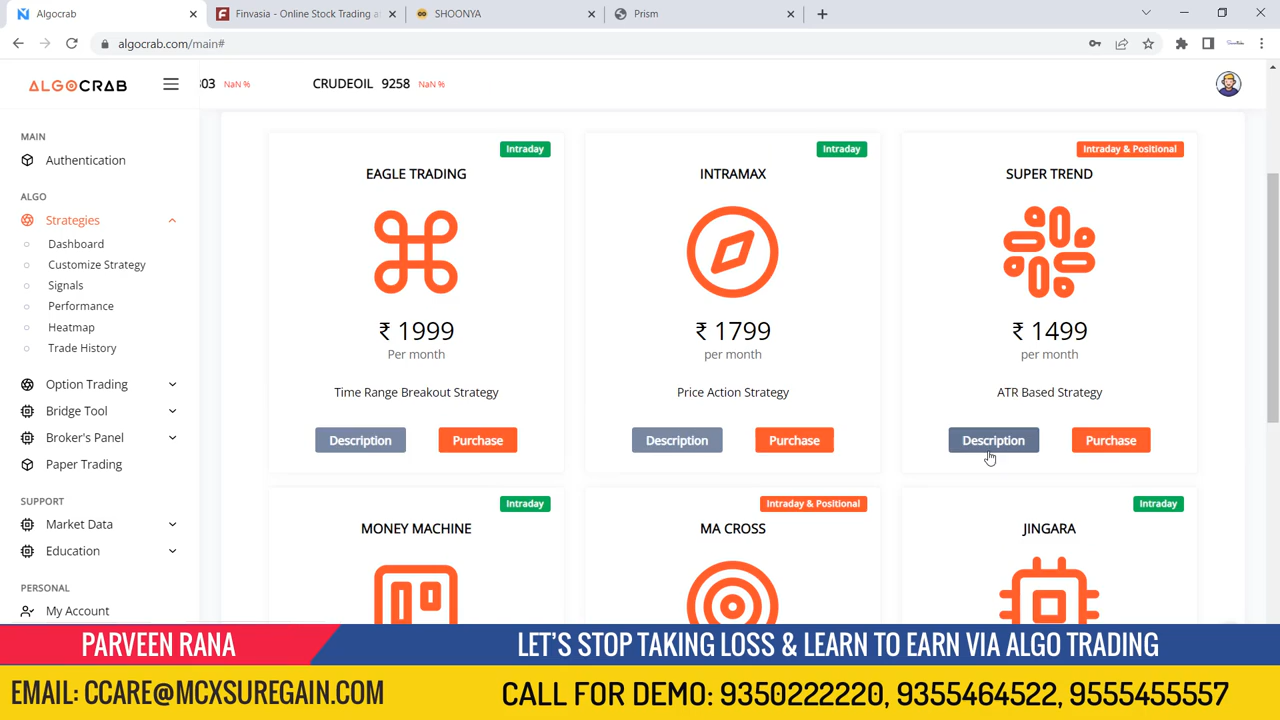 Algocrab
Finvasia - Online Stock Trading a
SHOONYA
Prism
algocrab.com/main#
ALGOCRAB
303 NaN %
CRUDEOIL 9258 NaN %
MAIN
Authentication
ALGO
Strategies
Dashboard
Customize Strategy
Signals
Performance
Heatmap
Trade History
Option Trading
Bridge Tool
Broker's Panel
Paper Trading
SUPPORT
Market Data
Education
PERSONAL
My Account
Intraday
EAGLE TRADING
₹ 1999
Per month
Time Range Breakout Strategy
Description Purchase
Intraday
INTRAMAX
₹ 1799
per month
Price Action Strategy
Description Purchase
Intraday & Positional
SUPER TREND
₹ 1499
per month
ATR Based Strategy
Description Purchase
Intraday
MONEY MACHINE
Intraday & Positional
MA CROSS
Intraday
JINGARA
PARVEEN RANA
LET'S STOP TAKING LOSS & LEARN TO EARN VIA ALGO TRADING
EMAIL: CCARE@MCXSUREGAIN.COM
CALL FOR DEMO: 9350222220, 9355464522, 9555455557